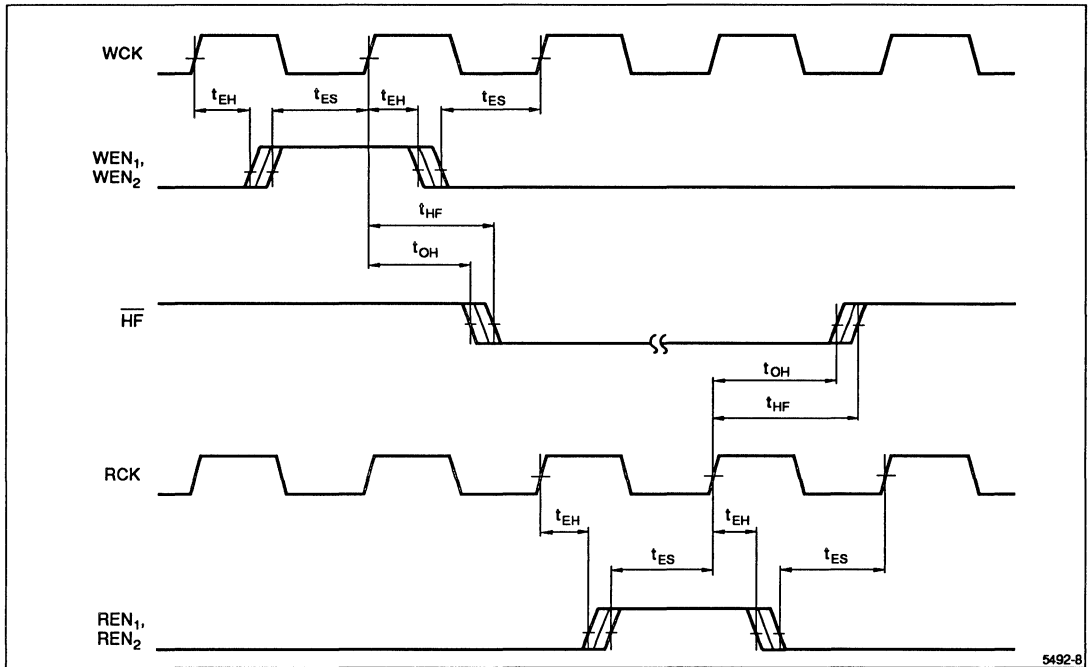 WCK
tEH
tES
tEH
tES
WEN1,
WEN2
tHF
tOH
HF
tOH
tHF
RCK
tEH
tEH
tES
tES
REN1,
REN2
5492-8